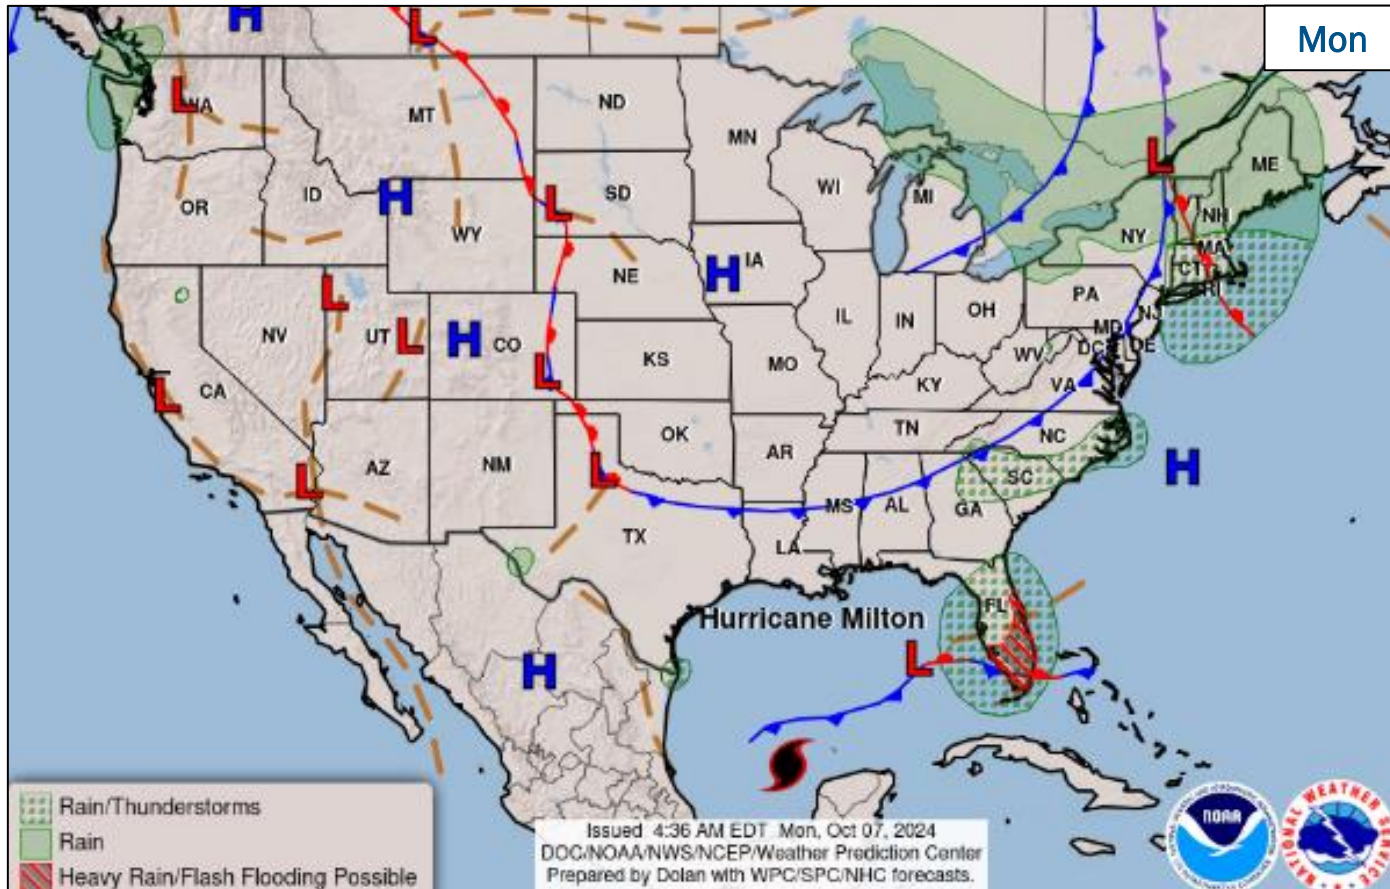 Mon
H
L
L
WA
MT
ND
MN
L
ME
VT
NH
OR
ID
H
WY
L
SD
WI
MI
NY
MA
CT
RI
L
NE
H
IA
PA
NJ
NV
UT
L
H
CO
IL
IN
OH
MD
DC
DE
WV
CA
L
L
KS
MO
KY
VA
AZ
NM
OK
AR
TN
NC
L
L
SC
H
TX
MS
AL
GA
LA
FL
Hurricane Milton
L
H
Rain/Thunderstorms
Rain
Heavy Rain/Flash Flooding Possible
Issued 4:36 AM EDT Mon, Oct 07, 2024
DOC/NOAA/NWS/NCEP/Weather Prediction Center
Prepared by Dolan with WPC/SPC/NHC forecasts.
NOAA
NATIONAL WEATHER SERVICE